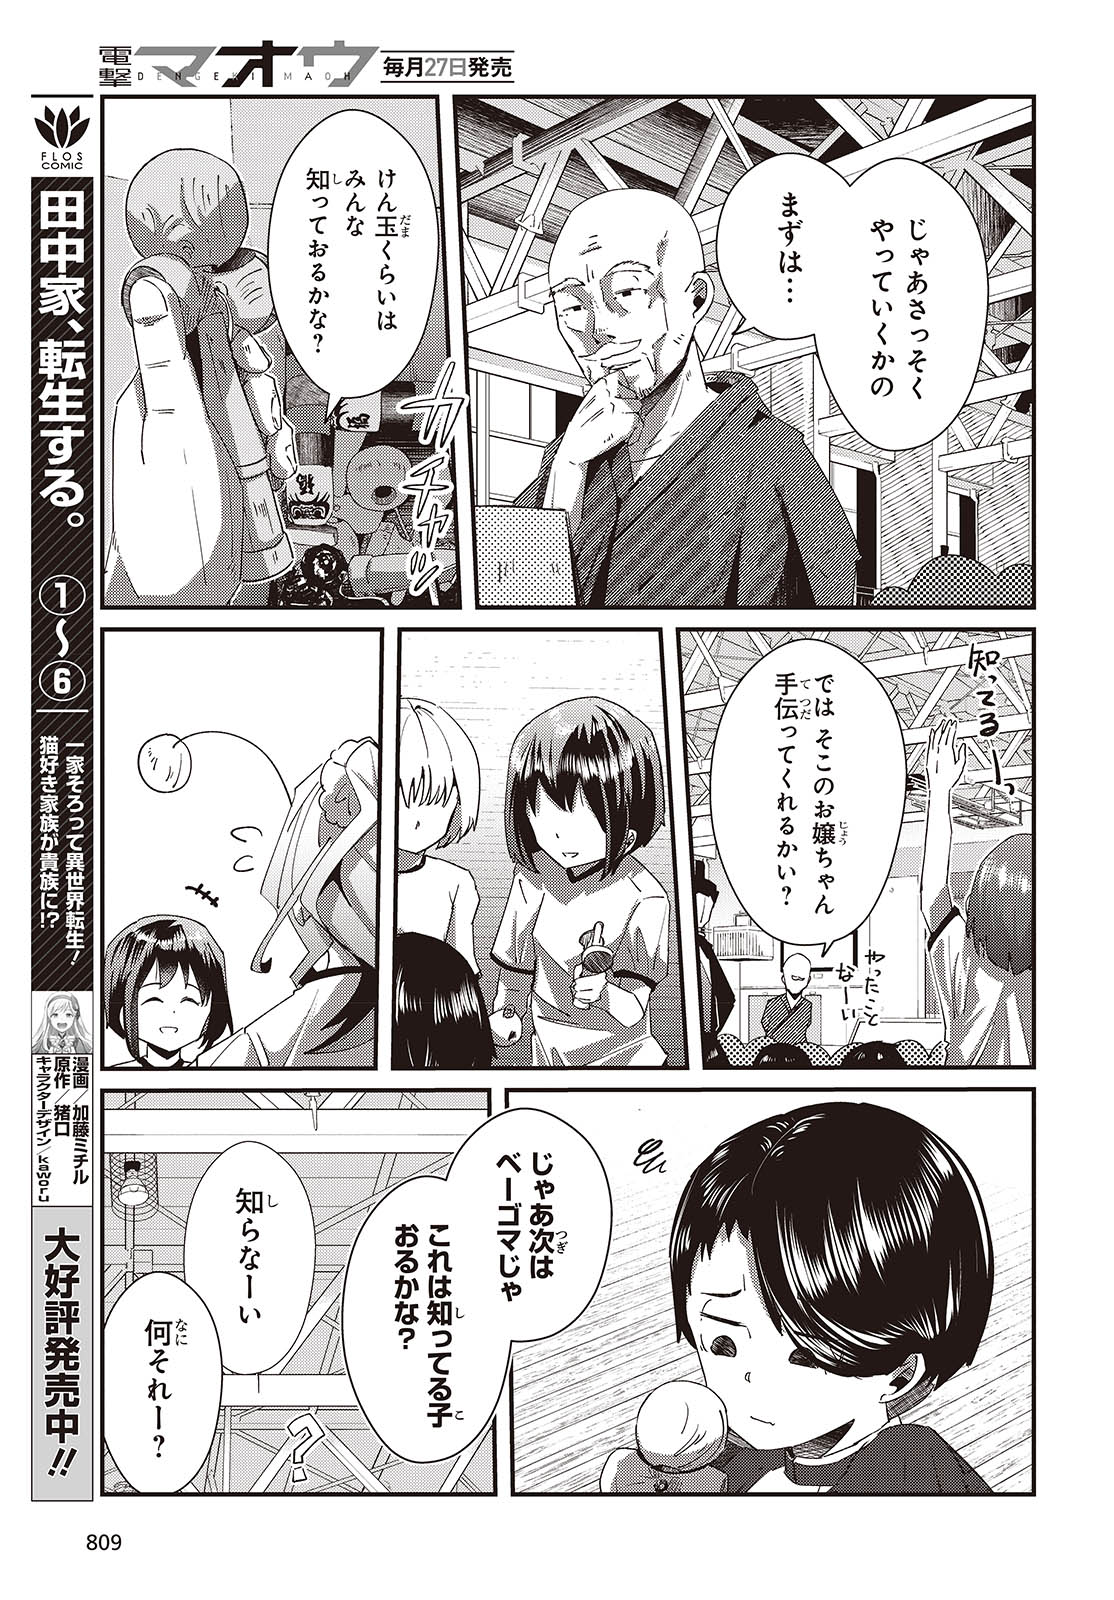 電撃マオウ
DENGEKI MAOH
毎月27日発売
じゃあさっそく
やっていくかの
まずは…
けん玉くらいは
みんな
知っておるかな?
ガチャッ
知ってるーっ
では そこのお嬢ちゃん
手伝ってくれるかい?
やったこと
なーい
じゃあ次は
ベーゴマじゃ
これは知ってる子
おるかな?
知らなーい
何それー?
FLOS
COMIC
田中家、転生する。 ①〜⑥
一家そろって異世界転生!
猫好き家族が貴族に!?
漫画/加藤ミチル
原作/猪口
キャラクターデザイン/kaworu
大好評発売中!!
809